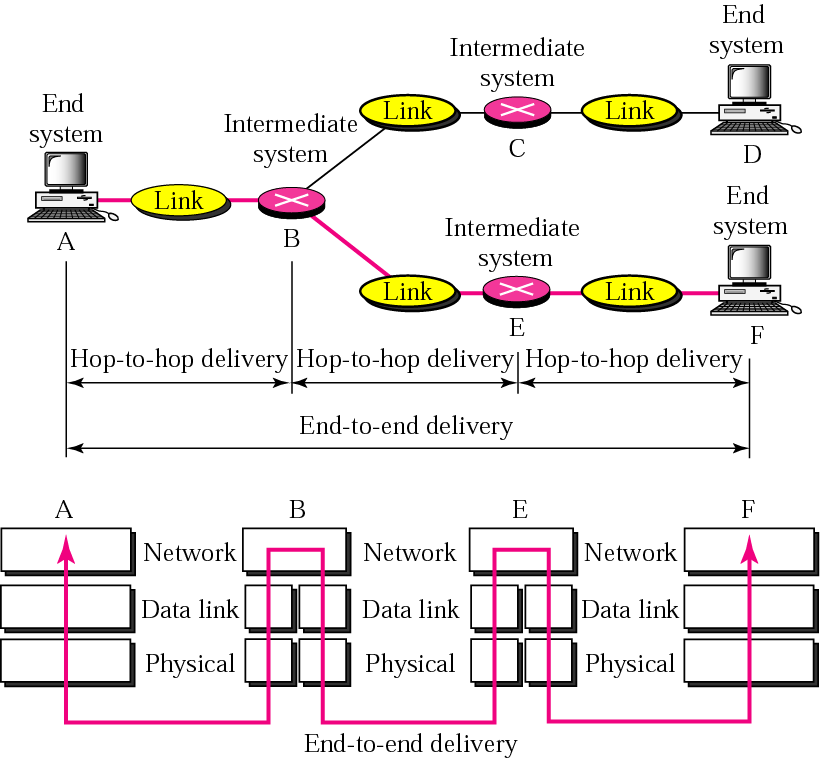 End
system
Intermediate
system
Link
Link
C
D
End
system
Intermediate
system
A
Link
B
End
system
Intermediate
system
Link
Link
E
F
Hop-to-hop delivery
Hop-to-hop delivery
Hop-to-hop delivery
End-to-end delivery
A
B
E
F
Network
Network
Network
Data link
Data link
Data link
Physical
Physical
Physical
End-to-end delivery